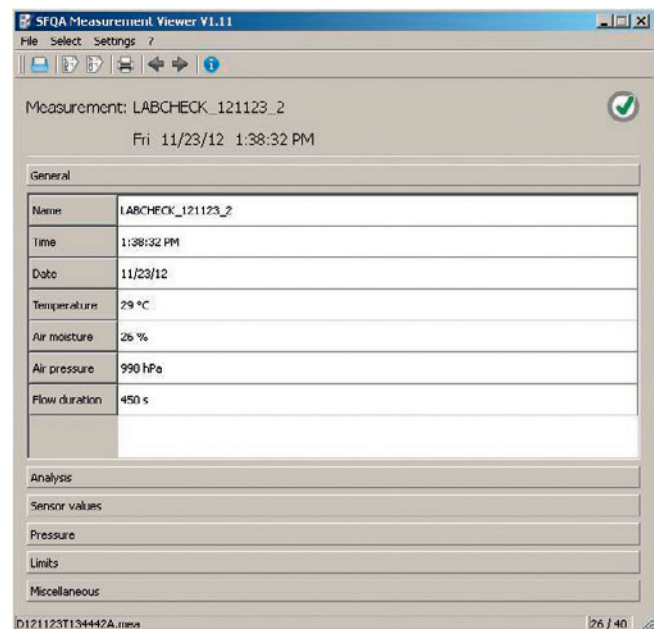 SFQA Measurement Viewer V1.11
File Select Settings ?
Measurement: LABCHECK_121123_2
Fri 11/23/12 1:38:32 PM
General
Name LABCHECK_121123_2
Time 1:38:32 PM
Date 11/23/12
Temperature 29 °C
Air moisture 26 %
Air pressure 990 hPa
Flow duration 450 s
Analysis
Sensor values
Pressure
Limits
Miscellaneous
D121123T134442A.mea 26 / 40